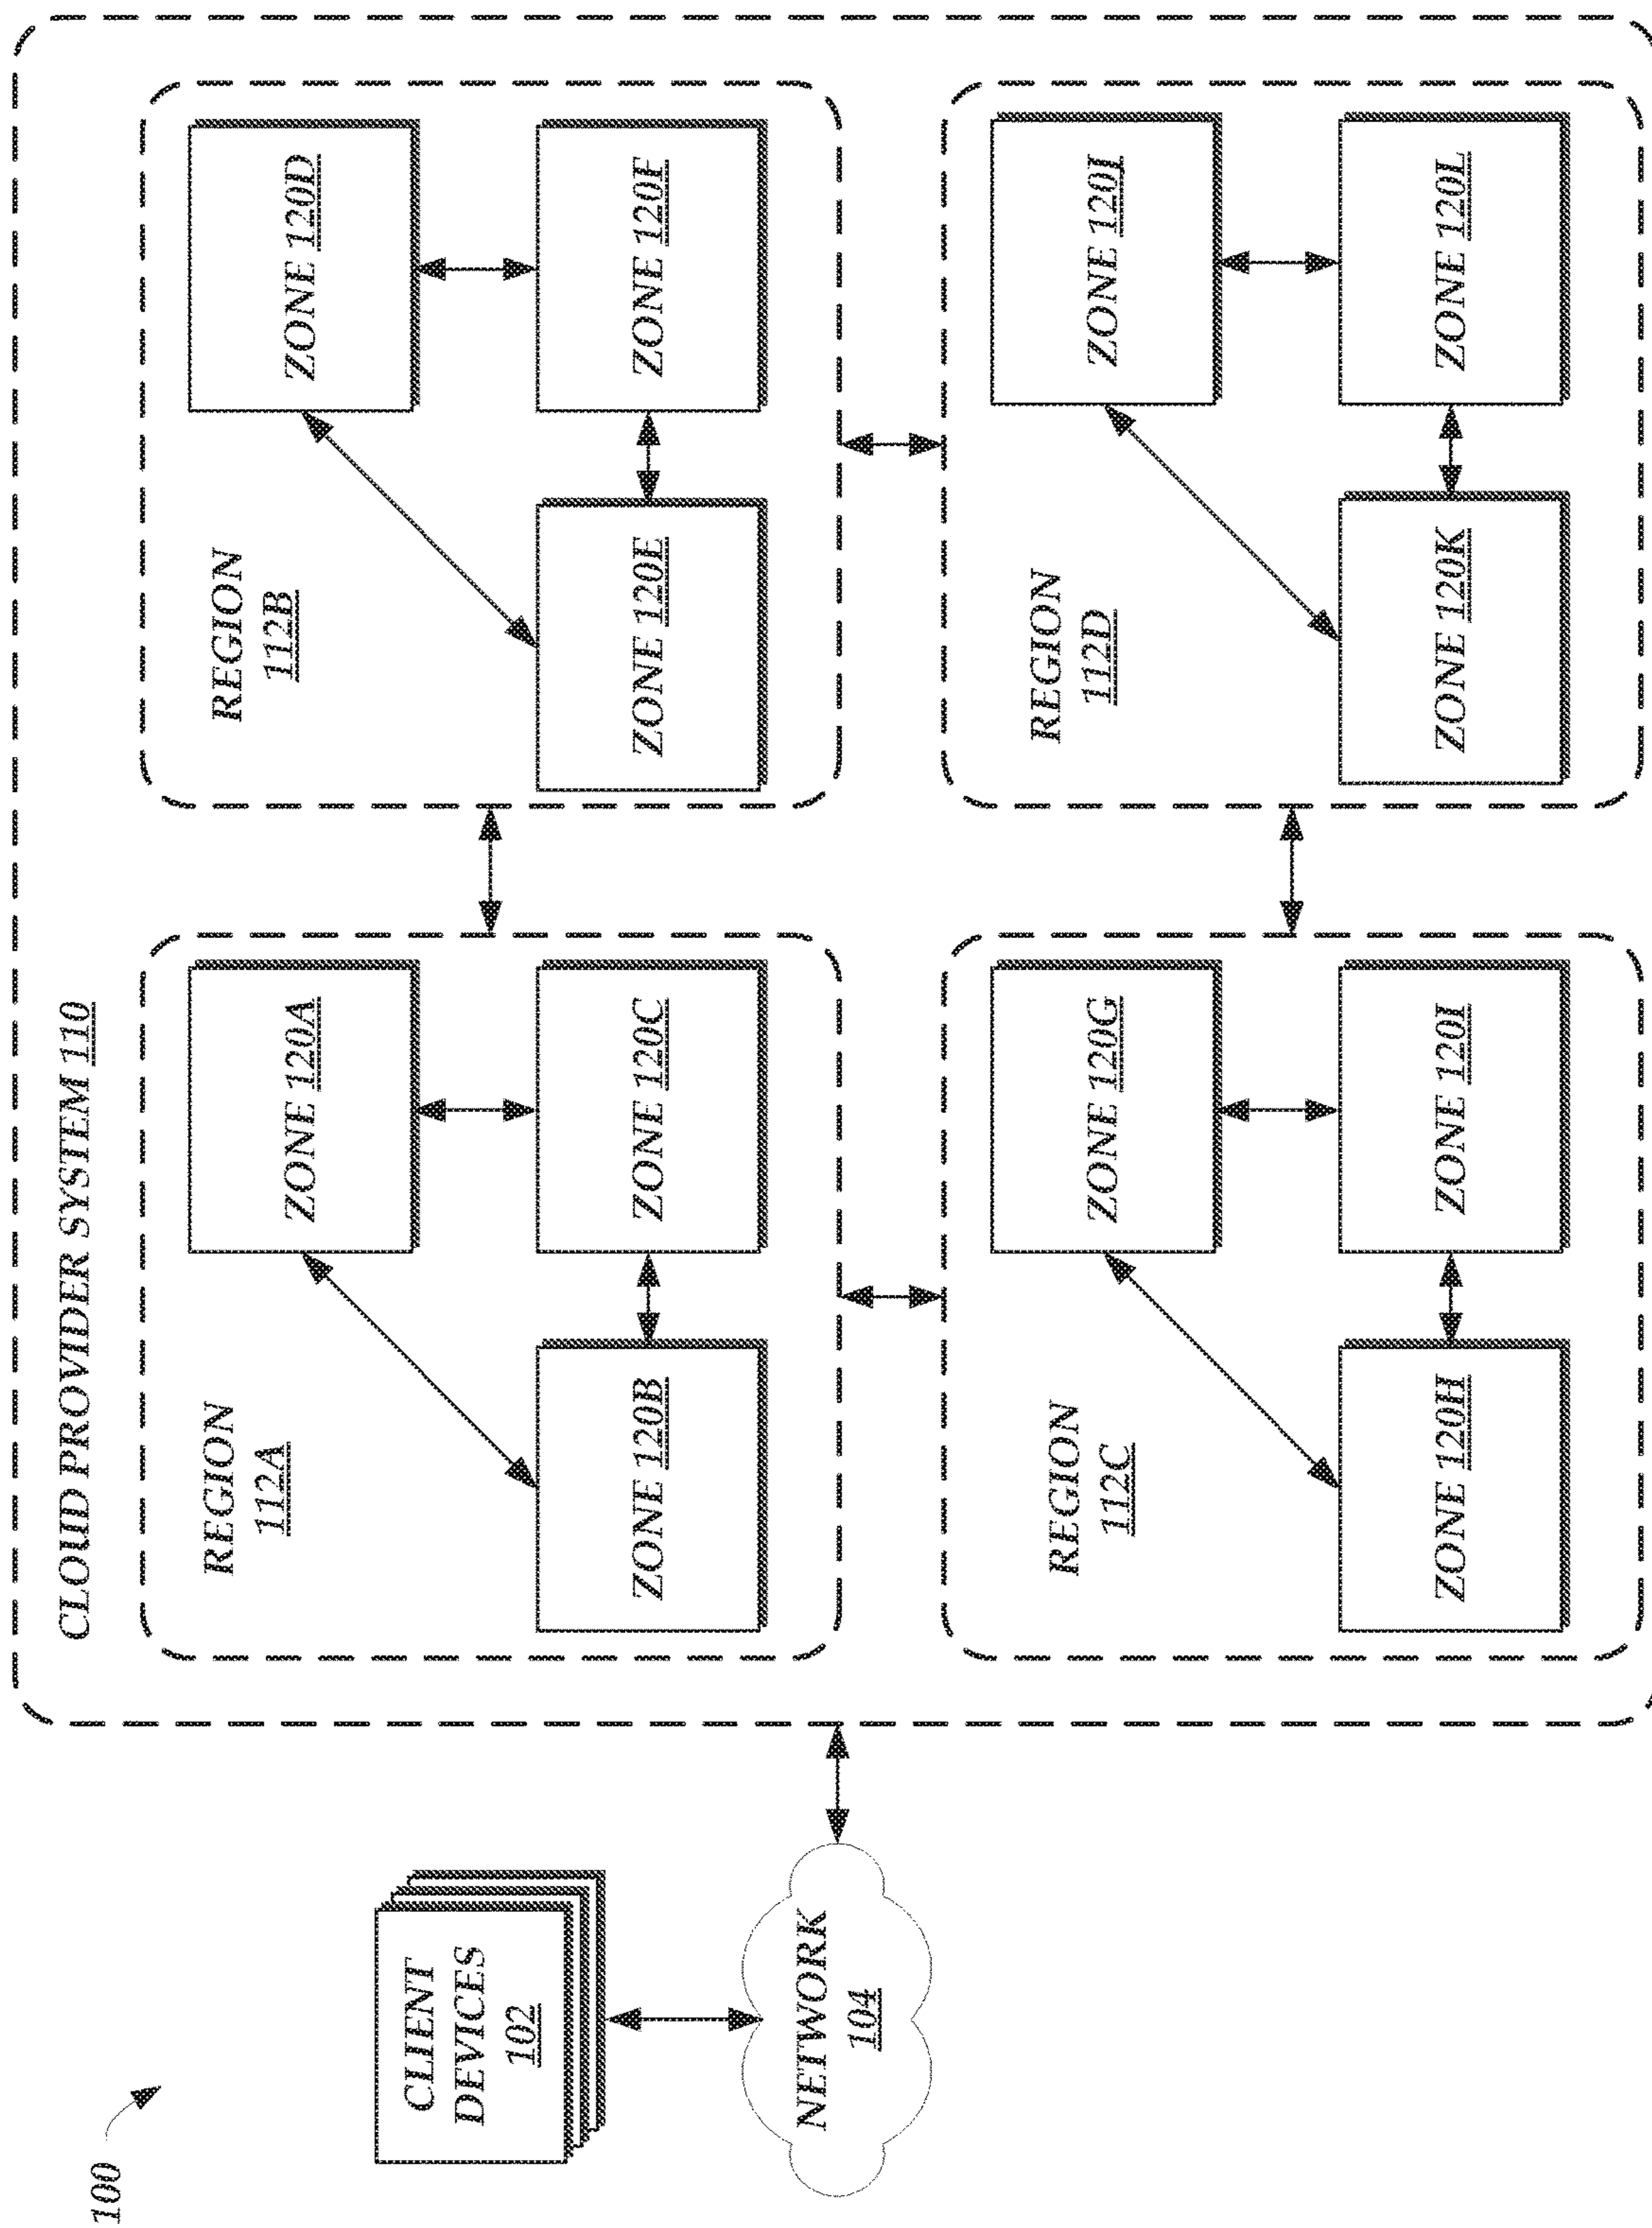 100
CLOUD PROVIDER SYSTEM 110
CLIENT
DEVICES
102
NETWORK
104
REGION
112A
ZONE 120A
ZONE 120B
ZONE 120C
REGION
112B
ZONE 120D
ZONE 120E
ZONE 120F
REGION
112C
ZONE 120G
ZONE 120H
ZONE 120I
REGION
112D
ZONE 120J
ZONE 120K
ZONE 120L